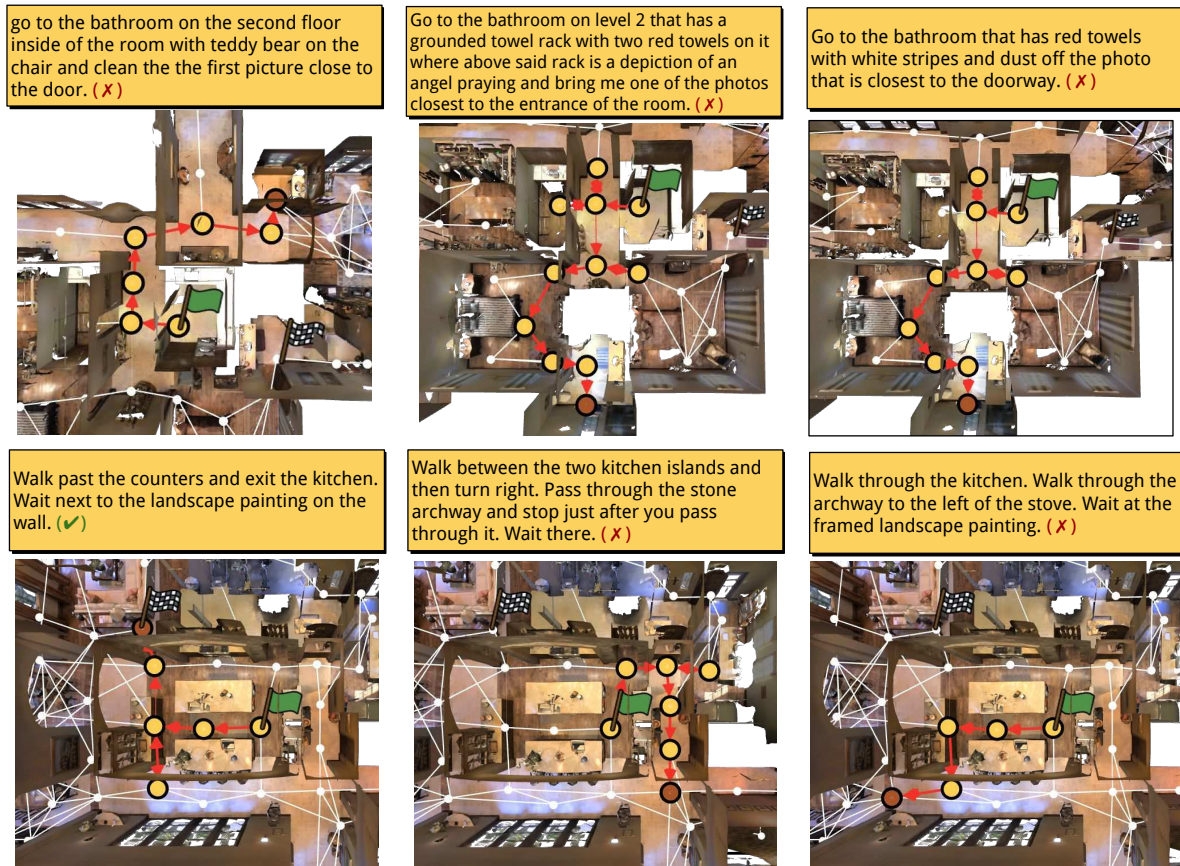 go to the bathroom on the second floor
inside of the room with teddy bear on the
chair and clean the the first picture close to
the door. (✗)
Go to the bathroom on level 2 that has a
grounded towel rack with two red towels on it
where above said rack is a depiction of an
angel praying and bring me one of the photos
closest to the entrance of the room. (✗)
Go to the bathroom that has red towels
with white stripes and dust off the photo
that is closest to the doorway. (✗)
Walk past the counters and exit the kitchen.
Wait next to the landscape painting on the
wall. (✔)
Walk between the two kitchen islands and
then turn right. Pass through the stone
archway and stop just after you pass
through it. Wait there. (✗)
Walk through the kitchen. Walk through the
archway to the left of the stove. Wait at the
framed landscape painting. (✗)